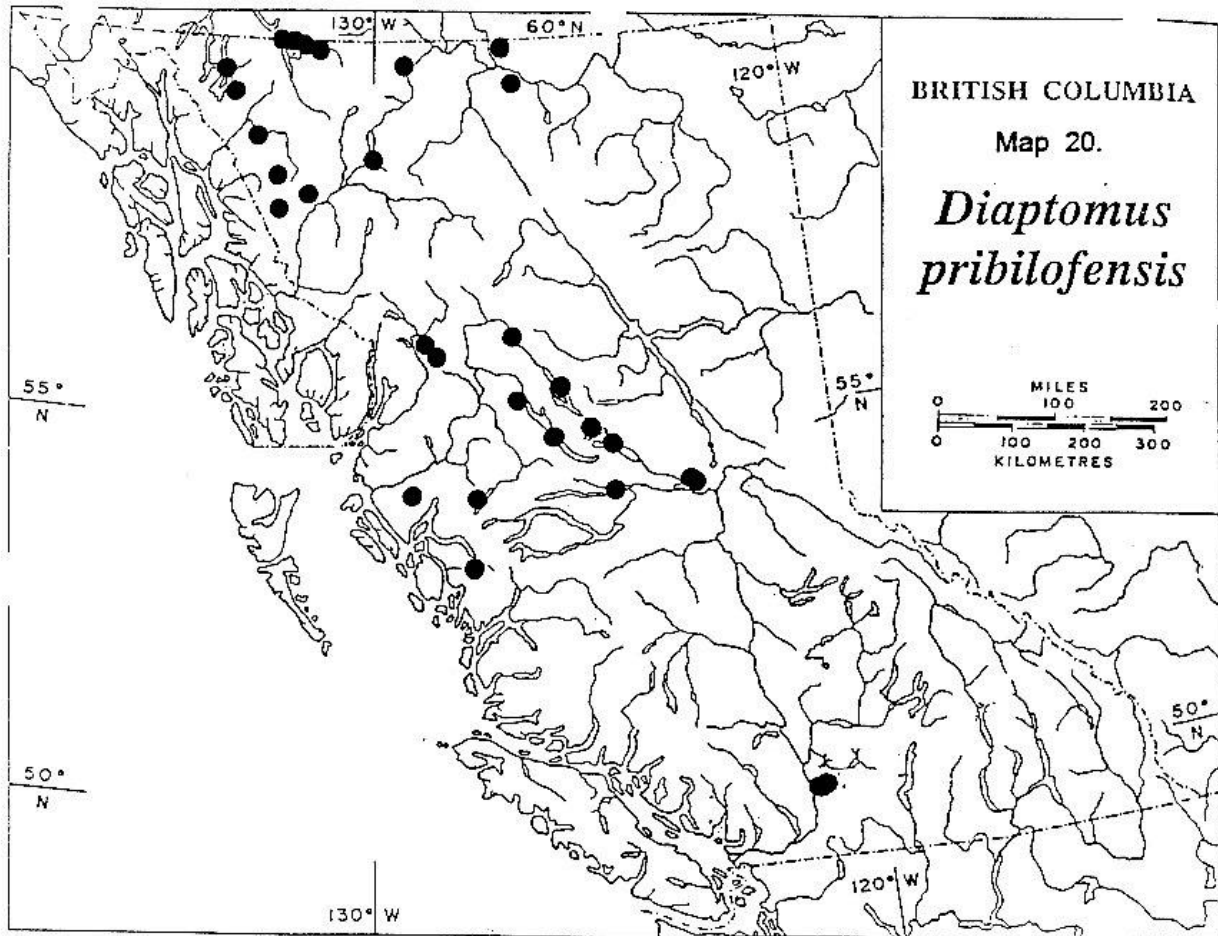 130° W
60° N
120° W
BRITISH COLUMBIA
Map 20.
Diaptomus
pribilofensis
MILES
0 100 200
0 100 200 300
KILOMETRES
55°
N
55°
N
50°
N
50°
N
130° W
120° W